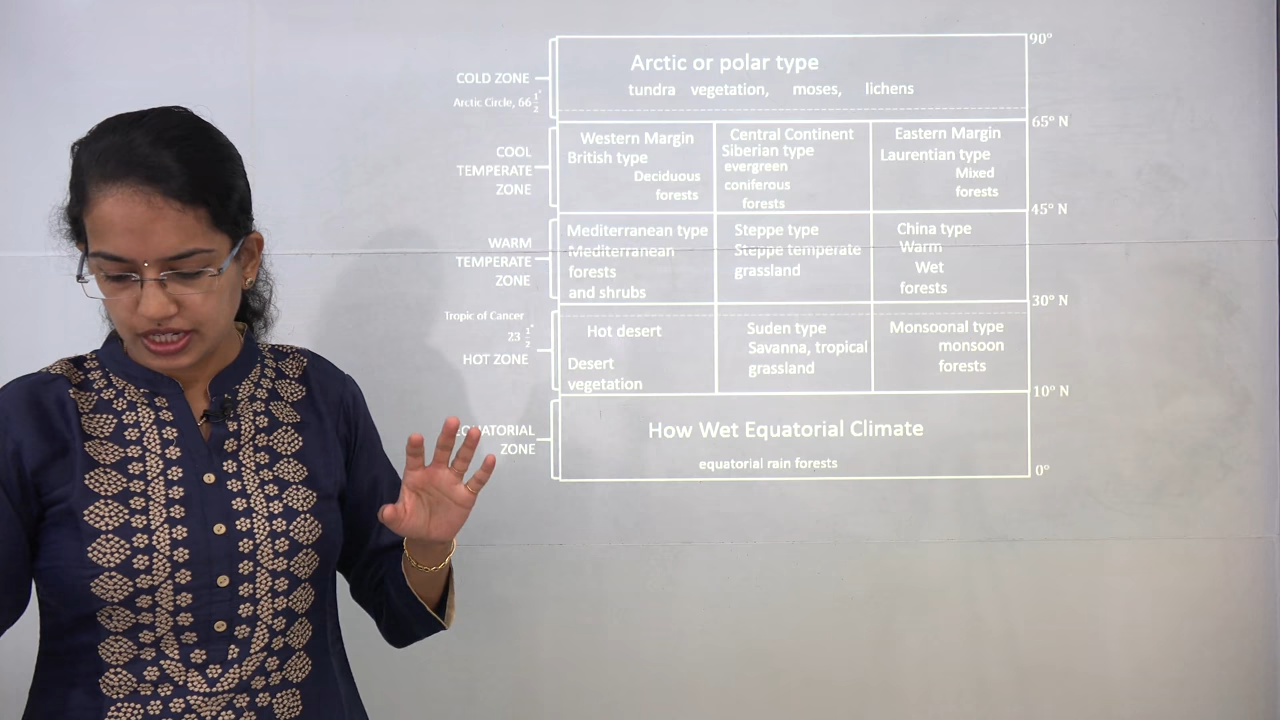 90°
Arctic or polar type
COLD ZONE
tundra vegetation, moses, lichens
Arctic Circle, 66 1/2°
65° N
Western Margin
British type
Deciduous
forests
Central Continent
Siberian type
evergreen
coniferous
forests
Eastern Margin
Laurentian type
Mixed
forests
COOL
TEMPERATE
ZONE
45° N
Mediterranean type
Mediterranean
forests
and shrubs
Steppe type
Steppe temperate
grassland
China type
Warm
Wet
forests
WARM
TEMPERATE
ZONE
30° N
Tropic of Cancer
23 1/2°
HOT ZONE
Hot desert
Desert
vegetation
Suden type
Savanna, tropical
grassland
Monsoonal type
monsoon
forests
10° N
How Wet Equatorial Climate
EQUATORIAL
ZONE
equatorial rain forests
0°